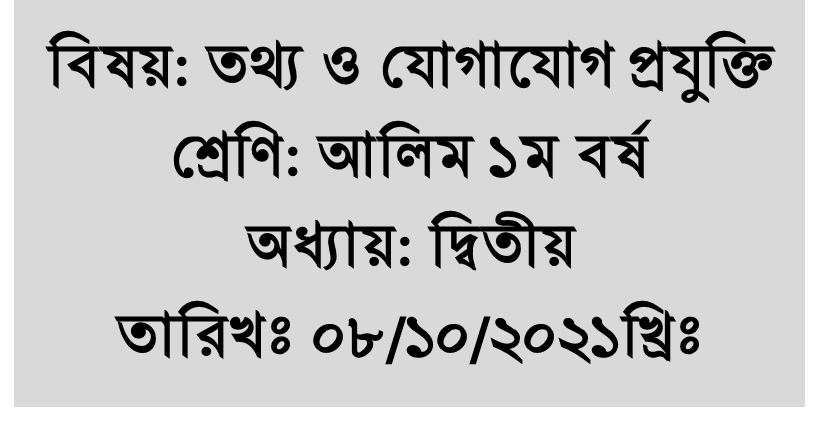 বিষয়: তথ্য ও যোগাযোগ প্রযুক্তি
শ্রেণি: আলিম ১ম বর্ষ
অধ্যায়: দ্বিতীয়
তারিখঃ ০৮/১০/২০২১খ্রিঃ